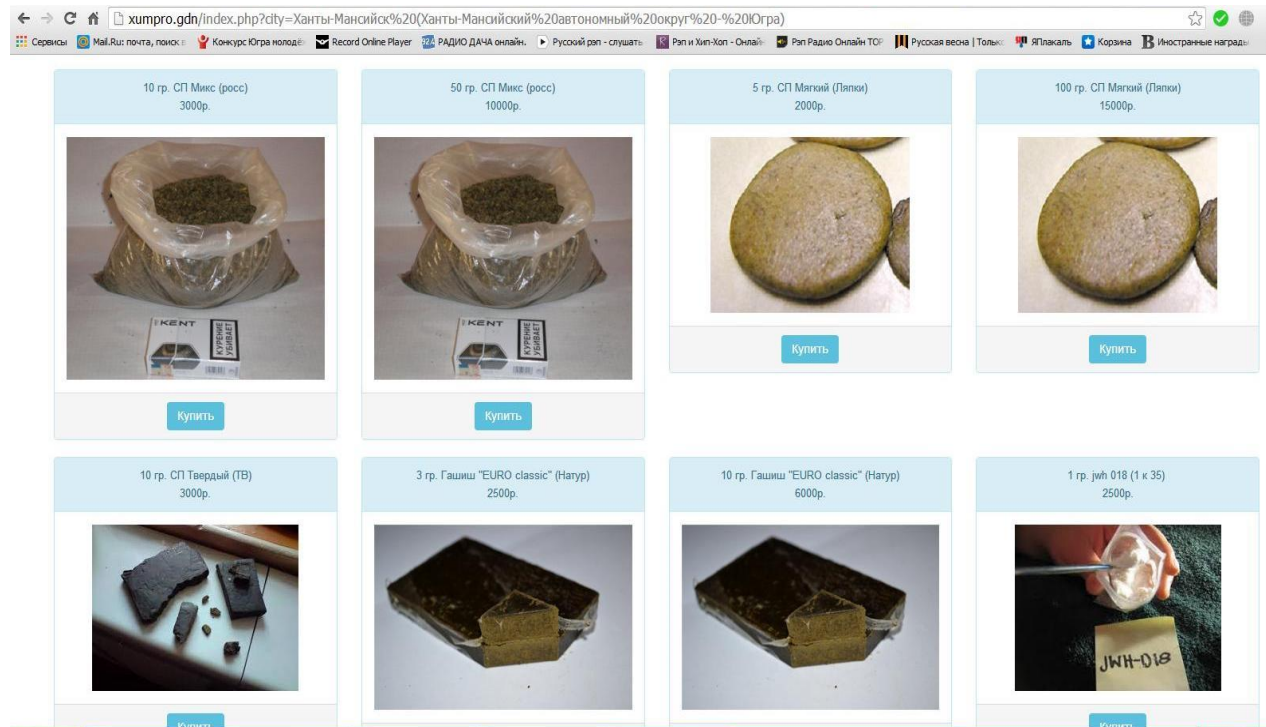 xumpro.gdn/index.php?city=Ханты-Мансийск%20(Ханты-Мансийский%20автономный%20округ%20-%20Югра)
Сервисы Mail.Ru: почта, поиск в Конкурс Югра молодё Record Online Player РАДИО ДАЧА онлайн. Русский рэп - слушать Рэп и Хип-Хоп - Онлай Рэп Радио Онлайн TOP Русская весна | Только ЯПлакалъ Корзина Иностранные награды
10 гр. СП Микс (росс)
3000р.
50 гр. СП Микс (росс)
10000р.
5 гр. СП Мягкий (Ляпки)
2000р.
100 гр. СП Мягкий (Ляпки)
15000р.
KENT
КУРЕНИЕ
УБИВАЕТ
KENT
КУРЕНИЕ
УБИВАЕТ
Купить
Купить
Купить
Купить
10 гр. СП Твердый (ТВ)
3000р.
3 гр. Гашиш "EURO classic" (Натур)
2500р.
10 гр. Гашиш "EURO classic" (Натур)
6000р.
1 гр. jwh 018 (1 к 35)
2500р.
JWH-018
Купить
Купить